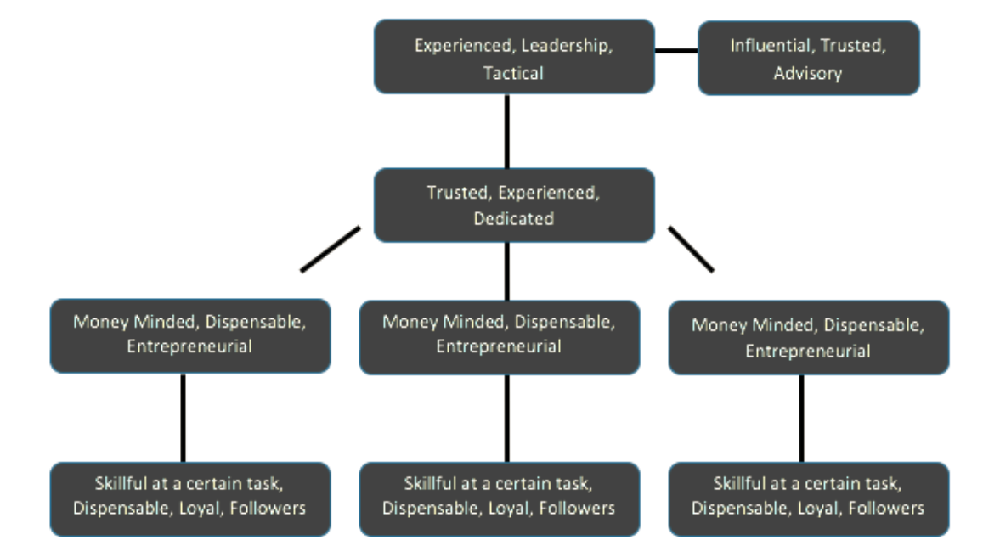 Experienced, Leadership,
Tactical
Influential, Trusted,
Advisory
Trusted, Experienced,
Dedicated
Money Minded, Dispensable,
Entrepreneurial
Money Minded, Dispensable,
Entrepreneurial
Money Minded, Dispensable,
Entrepreneurial
Skillful at a certain task,
Dispensable, Loyal, Followers
Skillful at a certain task,
Dispensable, Loyal, Followers
Skillful at a certain task,
Dispensable, Loyal, Followers